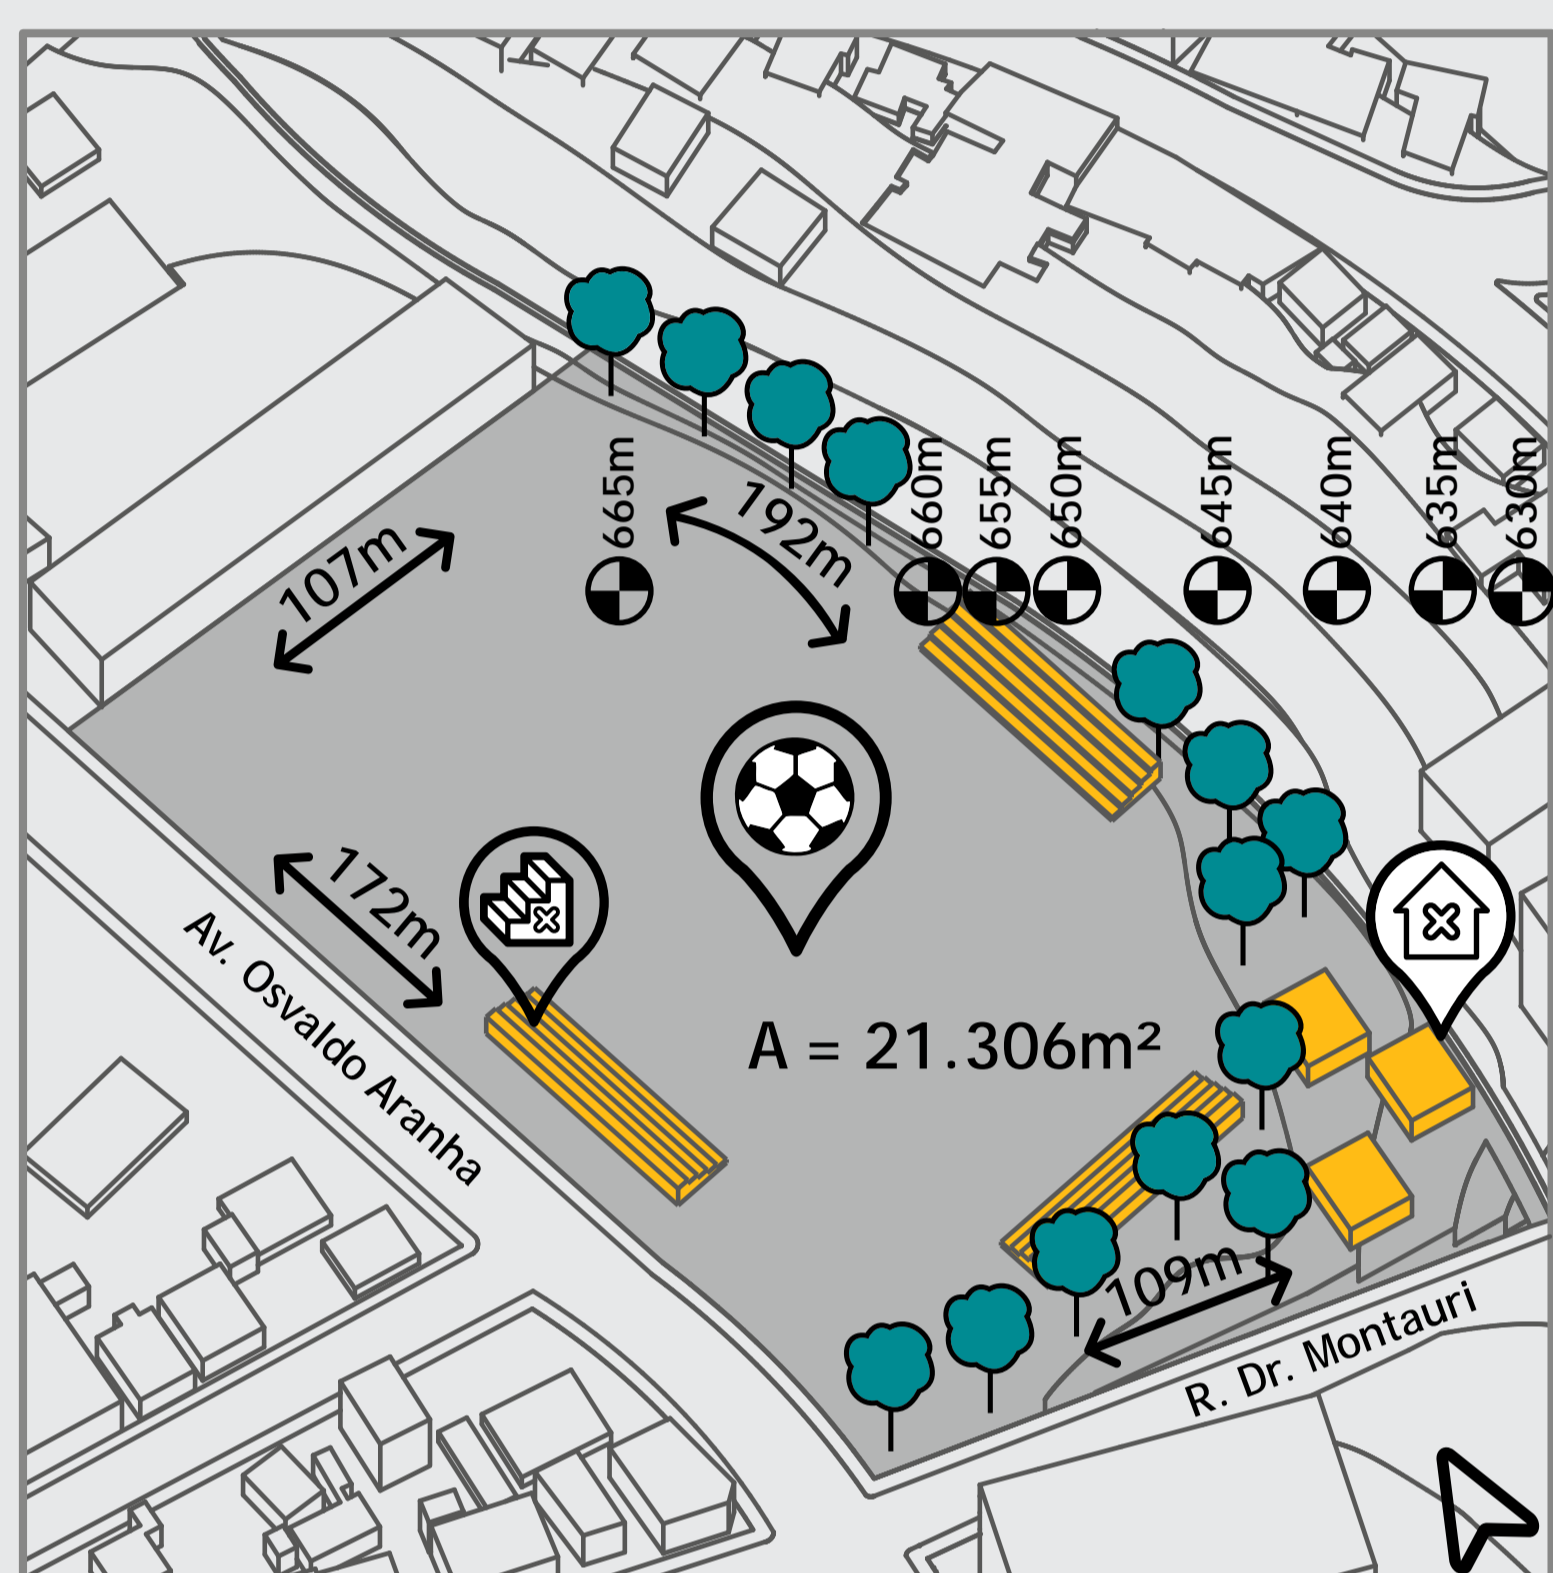 665m
660m
655m
650m
645m
640m
635m
630m
192m
107m
172m
Av. Osvaldo Aranha
A = 21.306m²
109m
R. Dr. Montauri